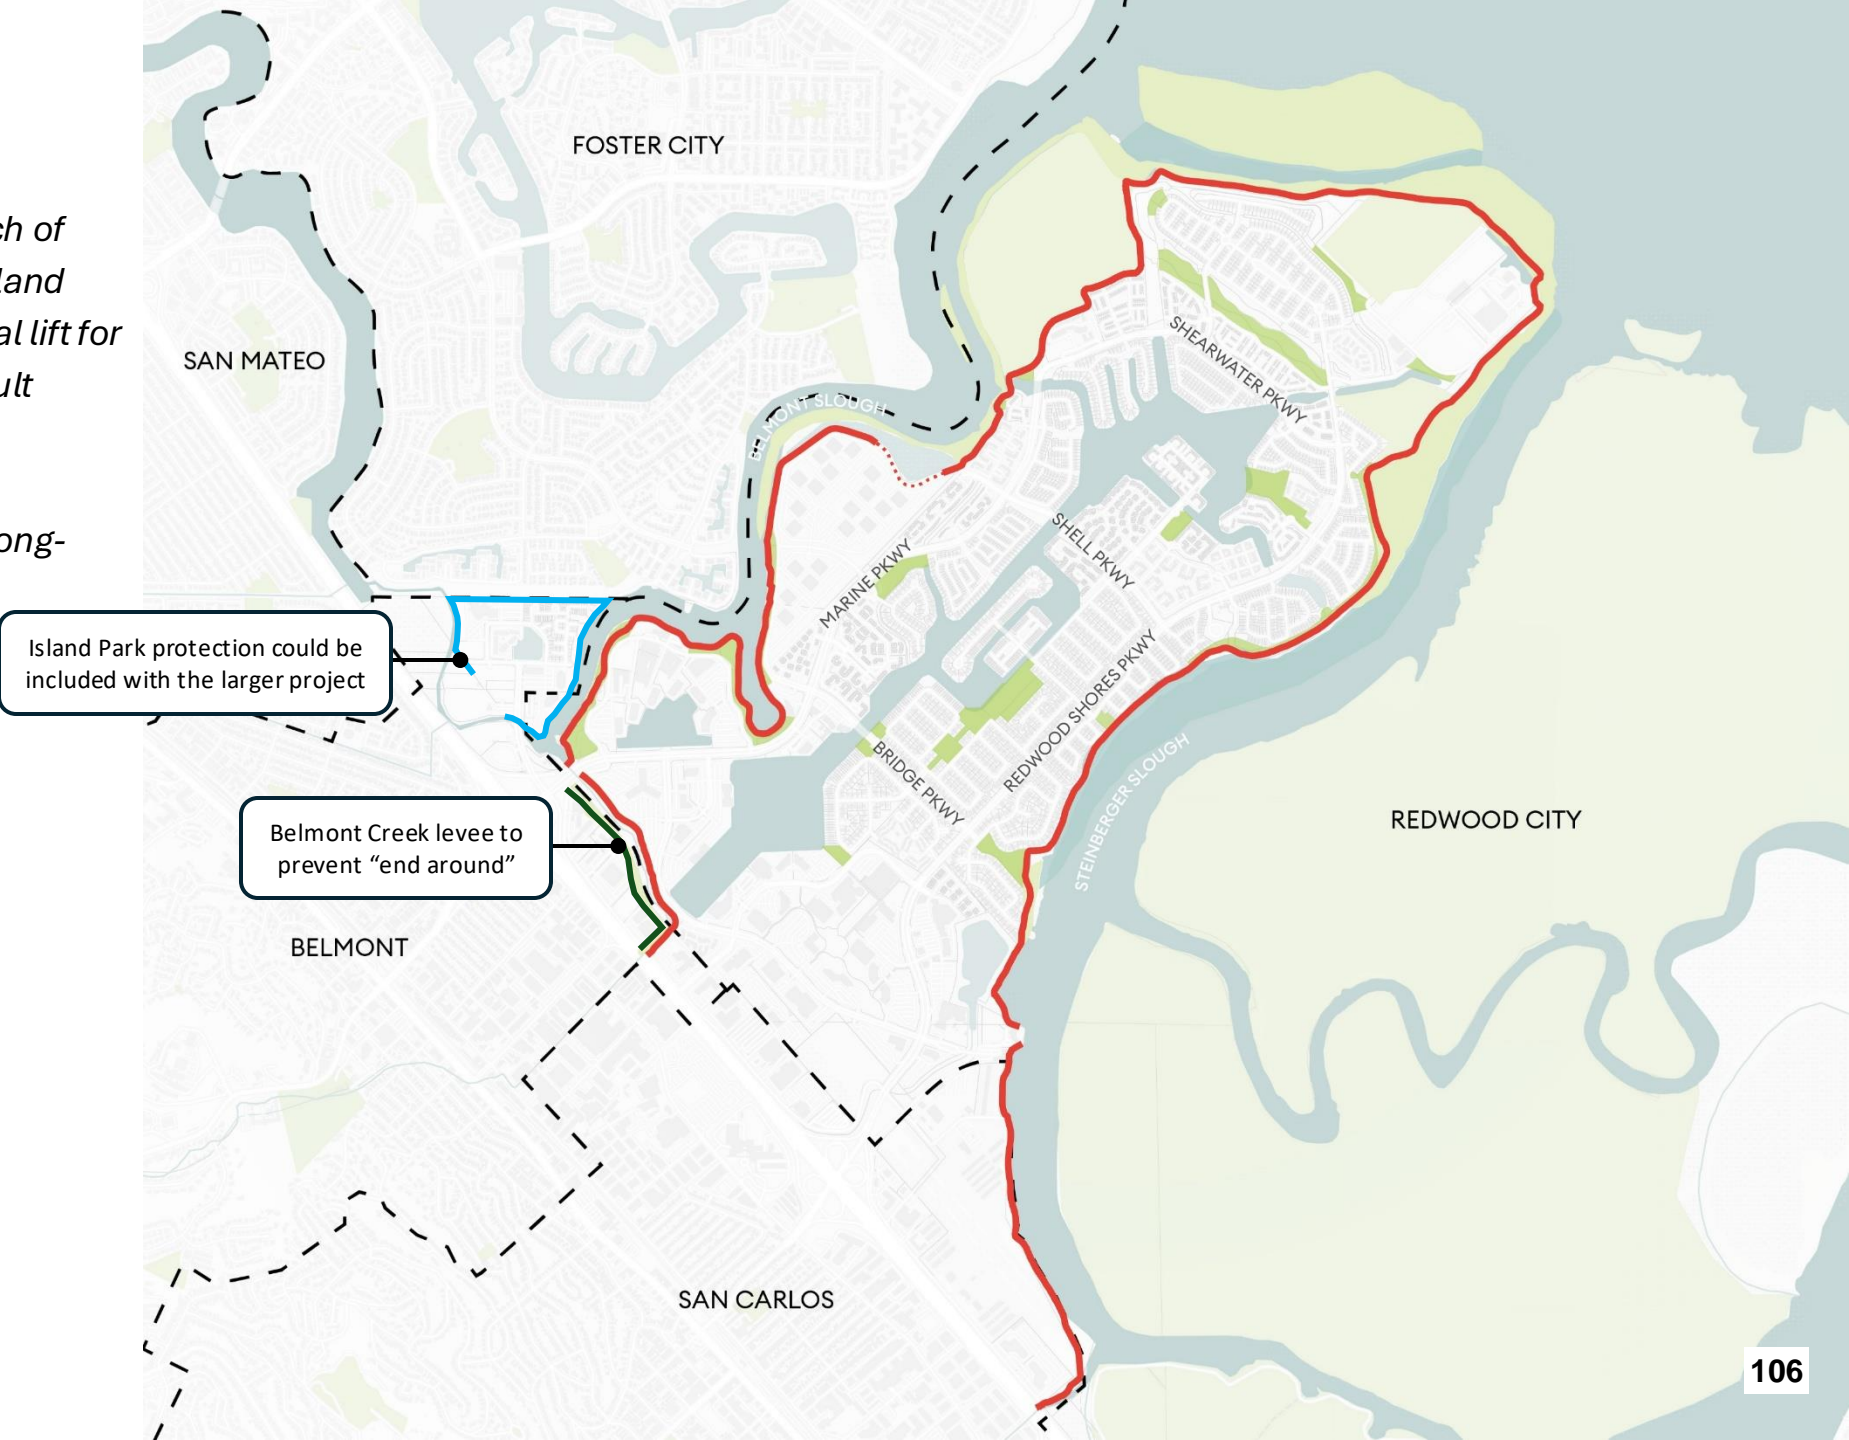 FOSTER CITY
ch of
land
SAN MATEO
al lift for
ult
SHEARWATER PKWY
BELMONT SLOUGH
ong-
SHELL PKWY
MARINE PKWY
Island Park protection could be
included with the larger project
REDWOOD SHORES PKWY
BRIDGE PKWY
STEINBERGER SLOUGH
REDWOOD CITY
Belmont Creek levee to
prevent “end around”
BELMONT
SAN CARLOS
106